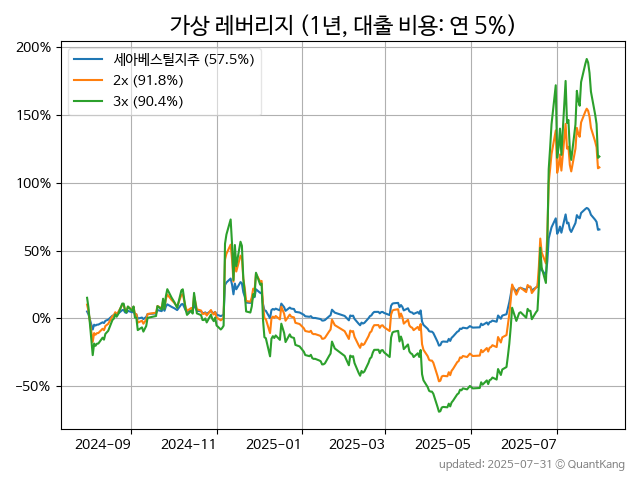 가상 레버리지 (1년, 대출 비용: 연 5%)
200%
150%
100%
50%
0%
−50%
세아베스틸지주 (57.5%)
2x (91.8%)
3x (90.4%)
2024-09 2024-11 2025-01 2025-03 2025-05 2025-07
updated: 2025-07-31 © QuantKang